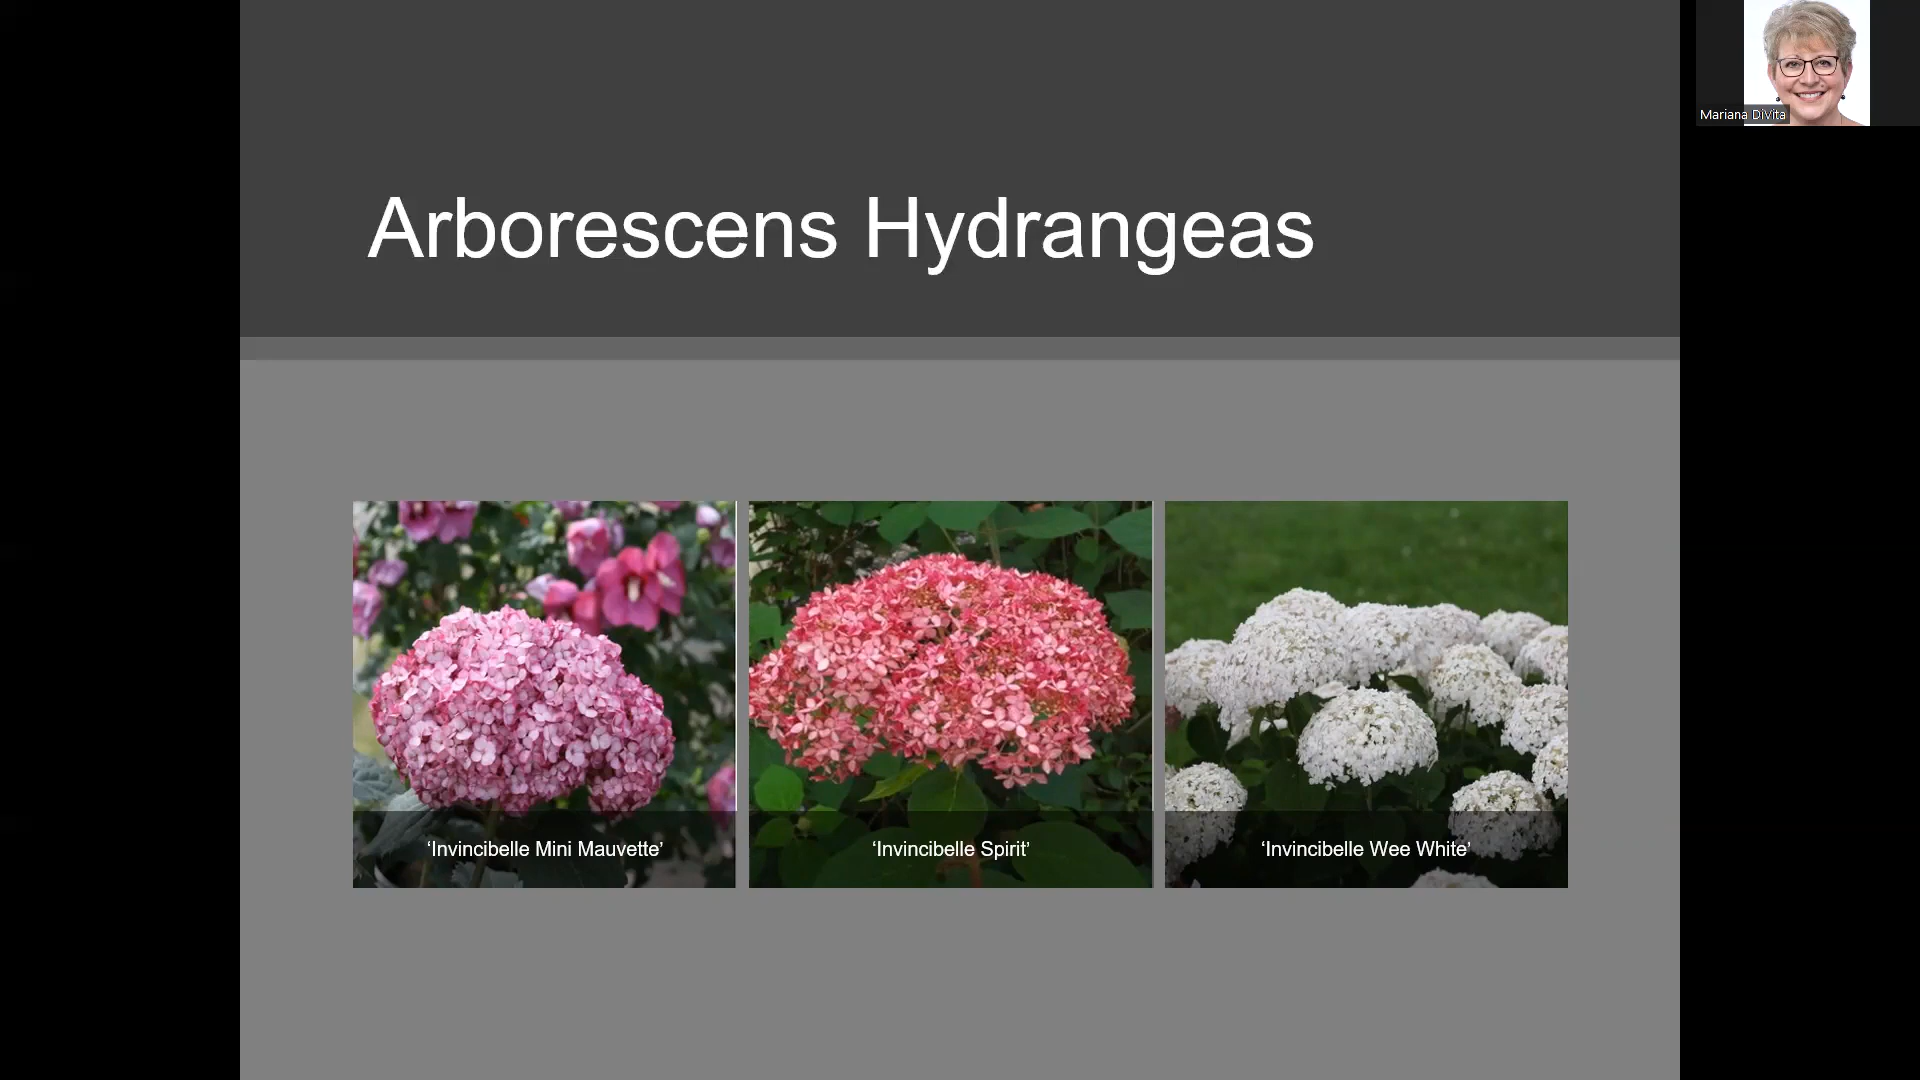 Mariana DiVita
Arborescens Hydrangeas
‘Invincibelle Mini Mauvette’
‘Invincibelle Spirit’
‘Invincibelle Wee White’